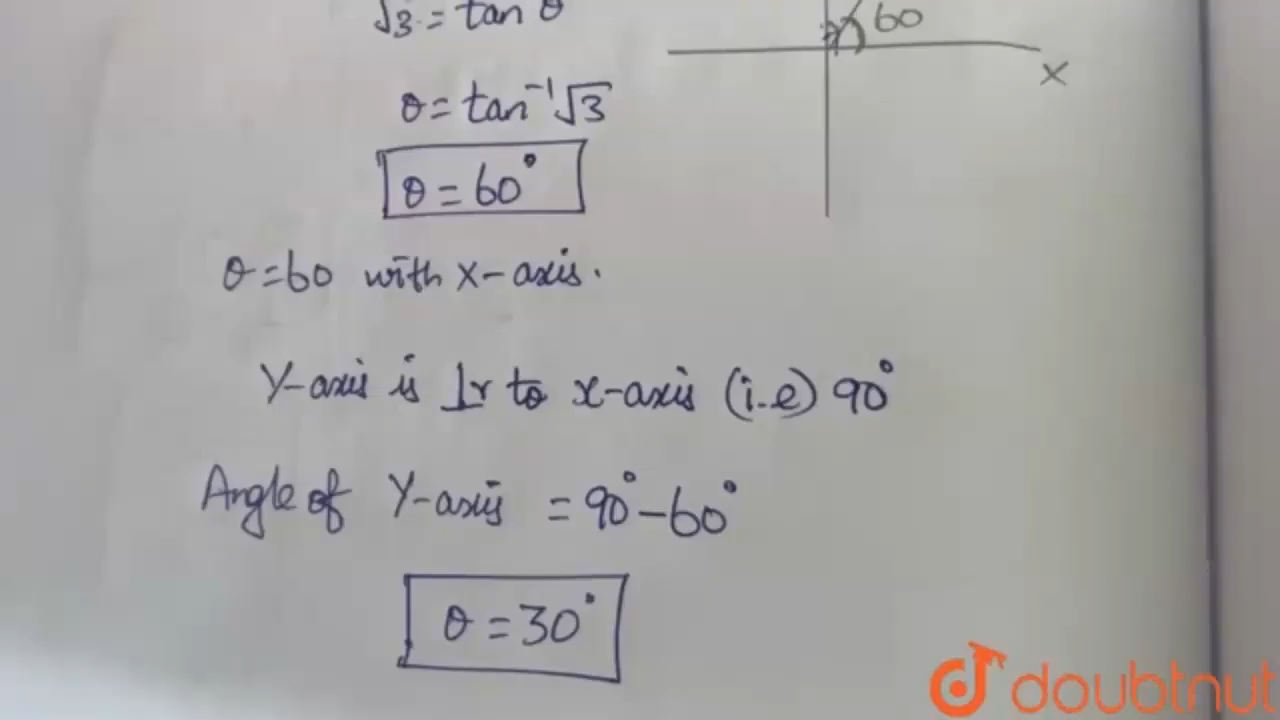 √3 = tan θ
60
X
θ = tan⁻¹√3
θ = 60°
θ = 60 with x-axis.
Y-axis is ⊥r to x-axis (i.e) 90°
Angle of Y-axis = 90° - 60°
θ = 30°
doubtnut